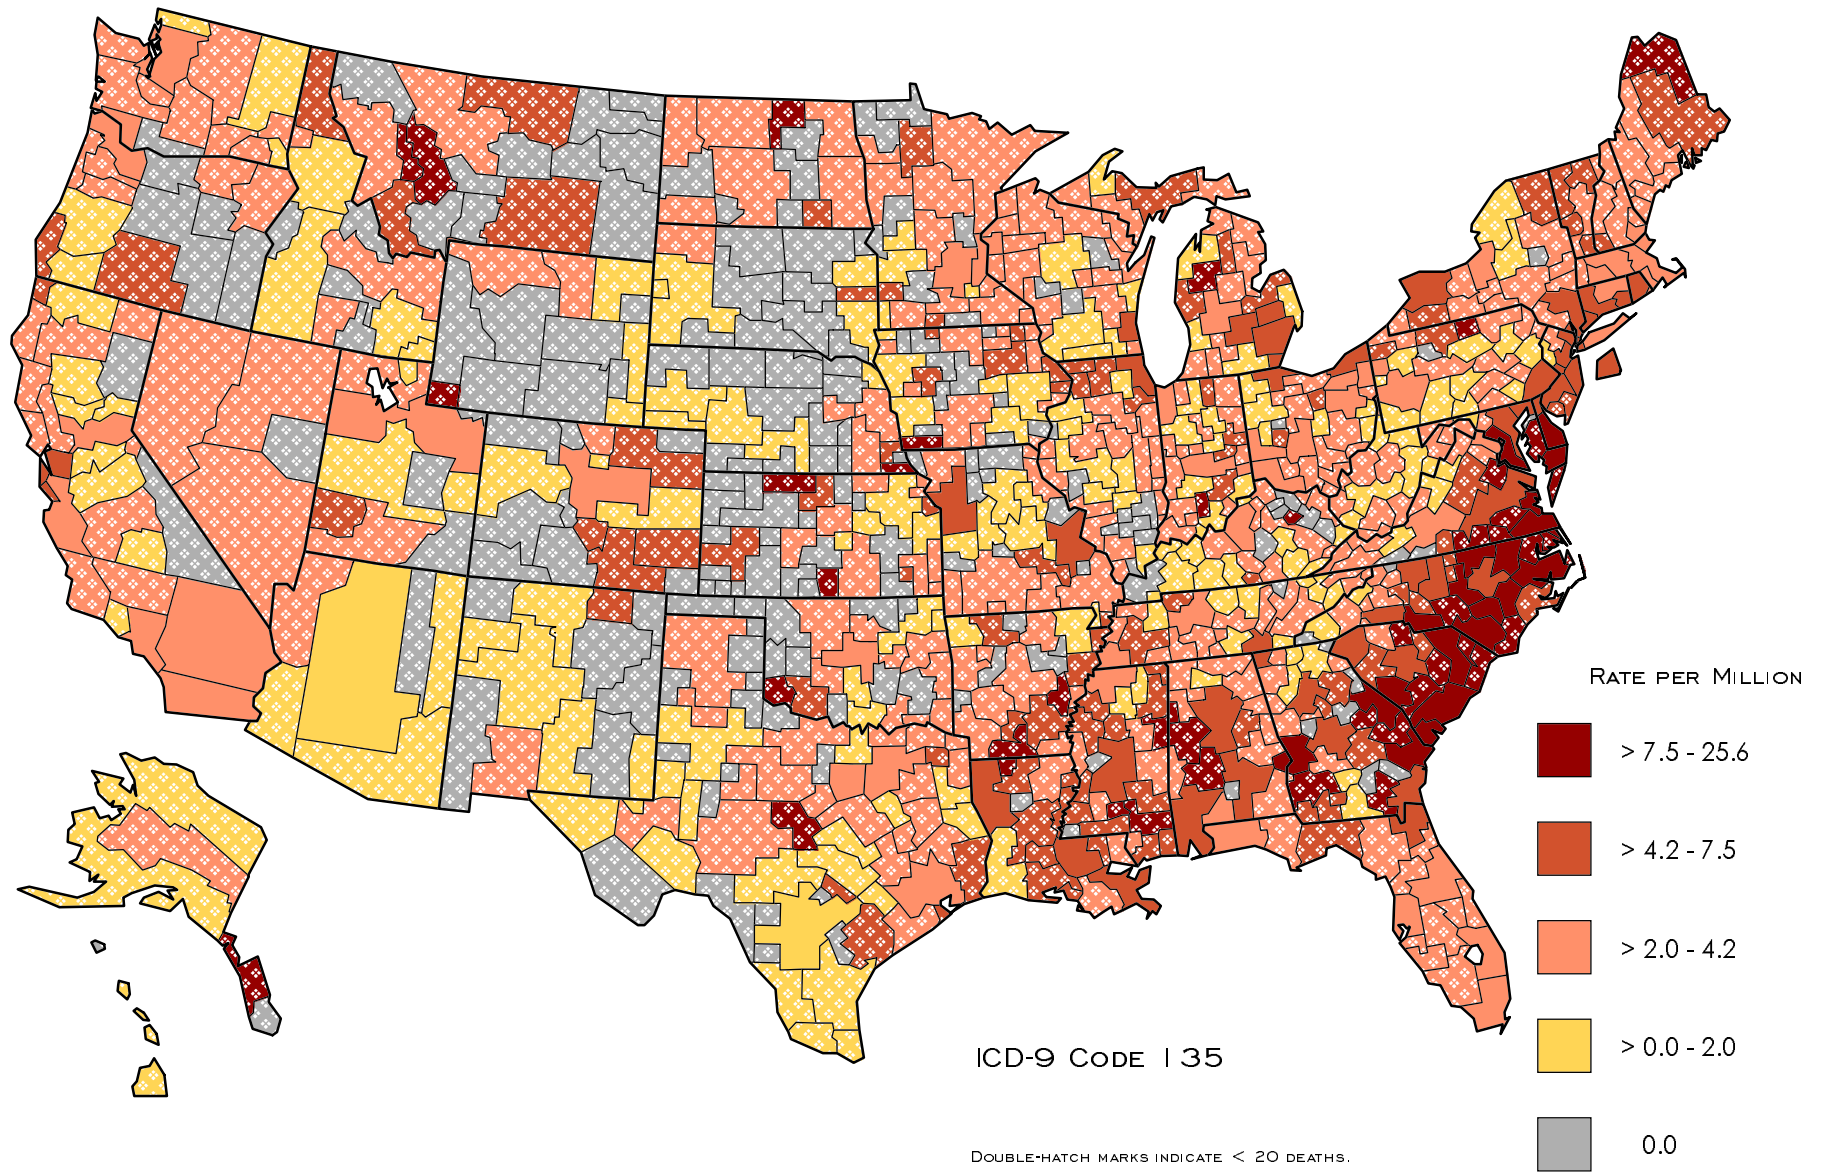 Rate per Million
> 7.5 - 25.6
> 4.2 - 7.5
> 2.0 - 4.2
> 0.0 - 2.0
0.0
ICD-9 Code 135
Double-hatch marks indicate < 20 deaths.